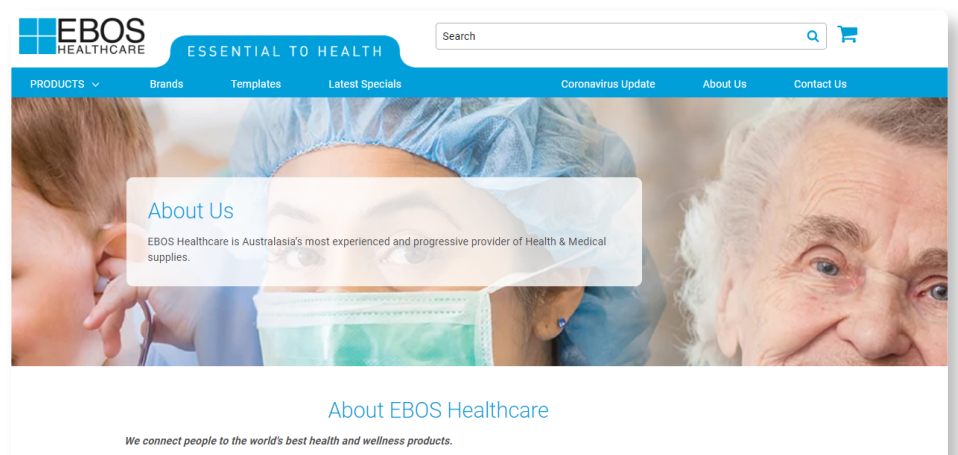 EBOS
HEALTHCARE
ESSENTIAL TO HEALTH
Search
PRODUCTS
Brands
Templates
Latest Specials
Coronavirus Update
About Us
Contact Us
About Us
EBOS Healthcare is Australasia's most experienced and progressive provider of Health & Medical
supplies.
About EBOS Healthcare
We connect people to the world's best health and wellness products.